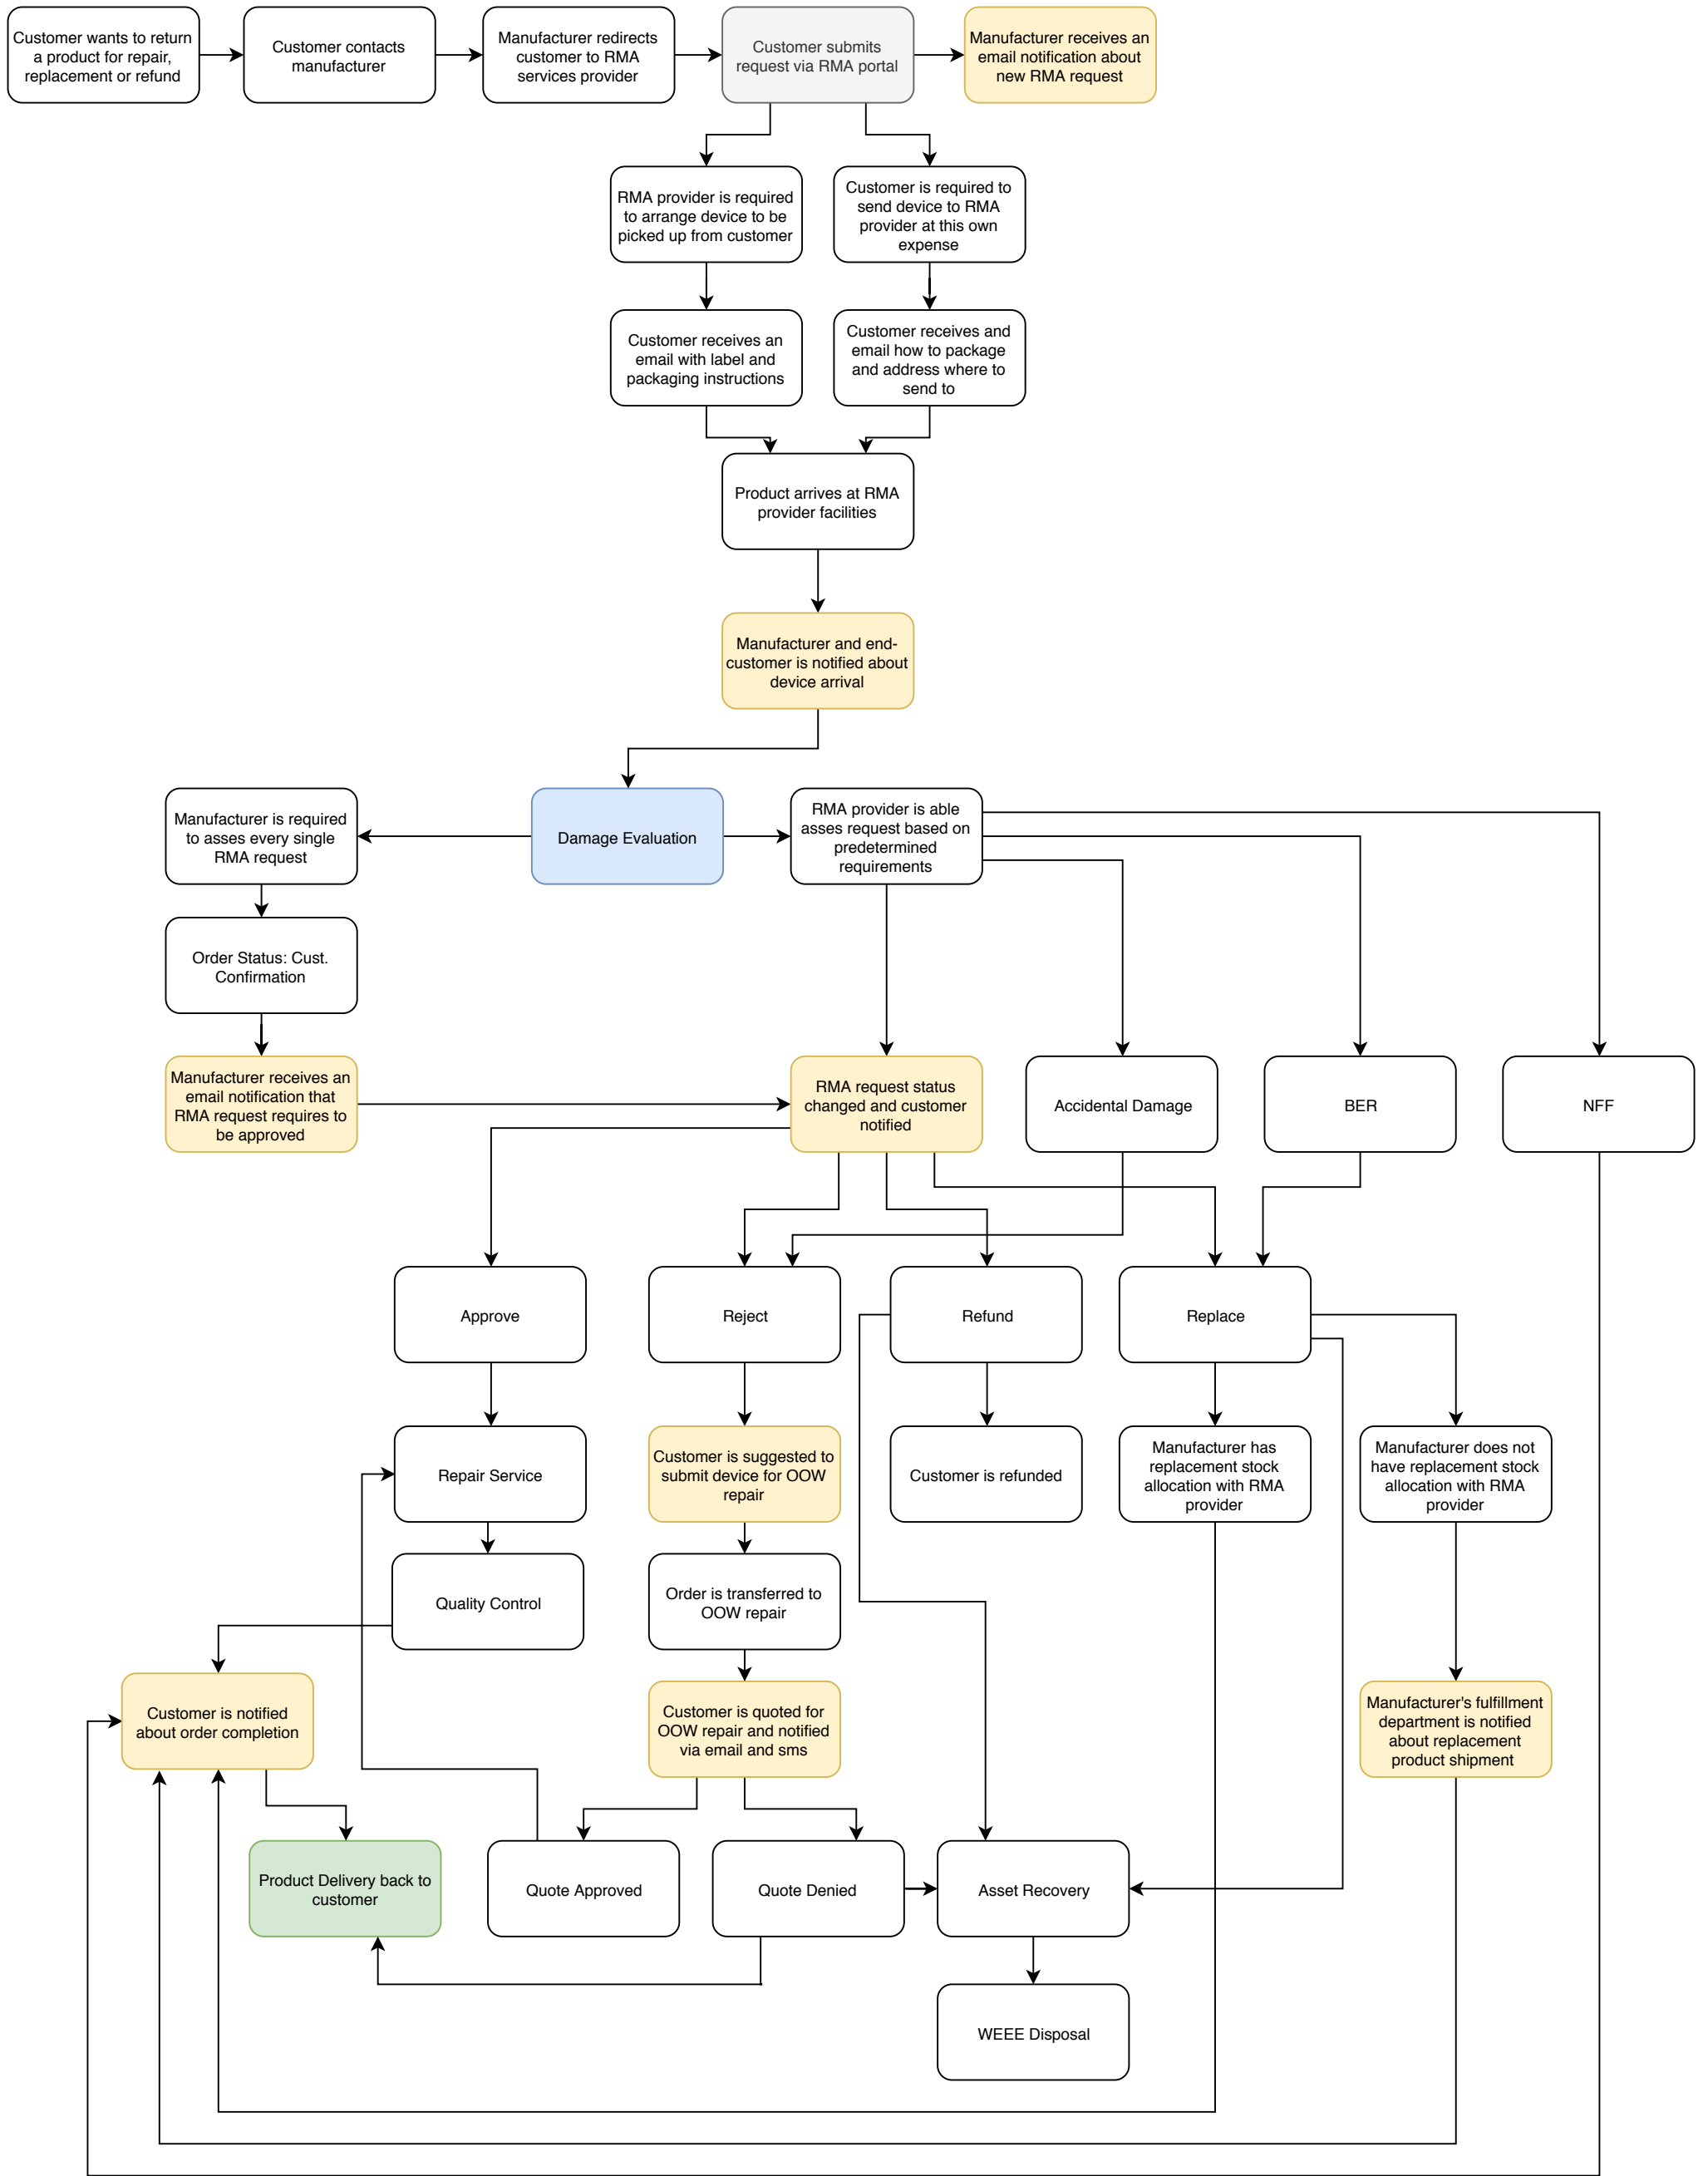 Customer wants to return
a product for repair,
replacement or refund
Customer contacts
manufacturer
Manufacturer redirects
customer to RMA
services provider
Customer submits
request via RMA portal
Manufacturer receives an
email notification about
new RMA request
RMA provider is required
to arrange device to be
picked up from customer
Customer is required to
send device to RMA
provider at this own
expense
Customer receives an
email with label and
packaging instructions
Customer receives and
email how to package
and address where to
send to
Product arrives at RMA
provider facilities
Manufacturer and end-
customer is notified about
device arrival
Manufacturer is required
to asses every single
RMA request
Damage Evaluation
RMA provider is able
asses request based on
predetermined
requirements
Order Status: Cust.
Confirmation
Manufacturer receives an
email notification that
RMA request requires to
be approved
RMA request status
changed and customer
notified
Accidental Damage
BER
NFF
Approve
Reject
Refund
Replace
Repair Service
Customer is suggested to
submit device for OOW
repair
Customer is refunded
Manufacturer has
replacement stock
allocation with RMA
provider
Manufacturer does not
have replacement stock
allocation with RMA
provider
Quality Control
Order is transferred to
OOW repair
Customer is notified
about order completion
Customer is quoted for
OOW repair and notified
via email and sms
Manufacturer's fulfillment
department is notified
about replacement
product shipment
Product Delivery back to
customer
Quote Approved
Quote Denied
Asset Recovery
WEEE Disposal